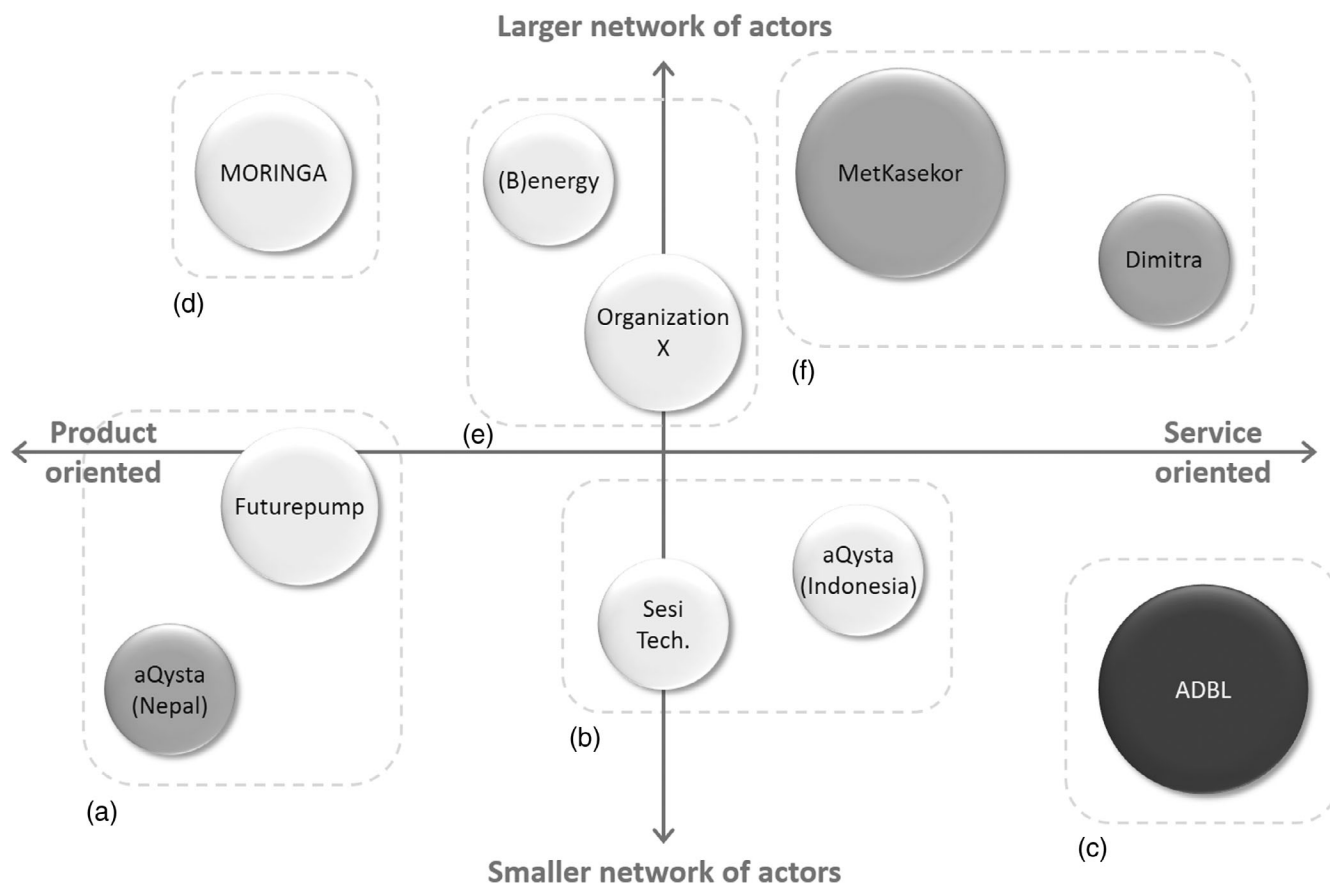 Larger network of actors
MORINGA
(d)
(B)energy
Organization
X
(e)
MetKasekor
Dimitra
(f)
Product
oriented
Service
oriented
Futurepump
aQysta
(Nepal)
(a)
Sesi
Tech.
aQysta
(Indonesia)
(b)
ADBL
(c)
Smaller network of actors